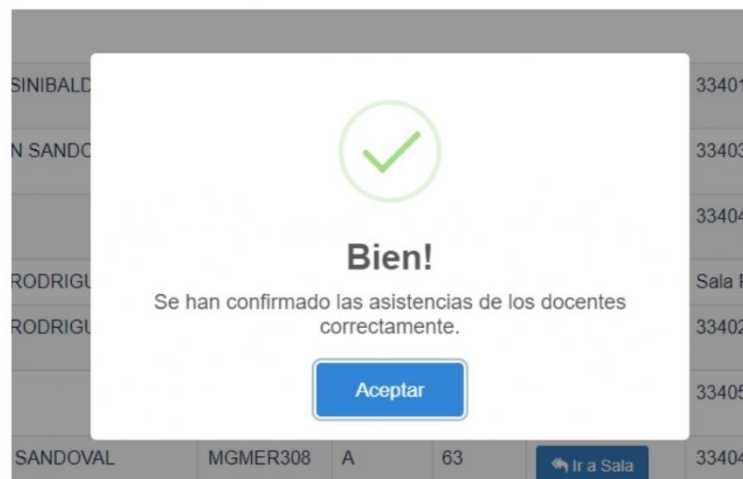 SINIBALD
33401
N SANDO
33403
33404
Bien!
RODRIGU
Sala
Se han confirmado las asistencias de los docentes
correctamente.
RODRIGU
33402
Aceptar
33405
SANDOVAL MGMER308 A 63 Ir a Sala 33404